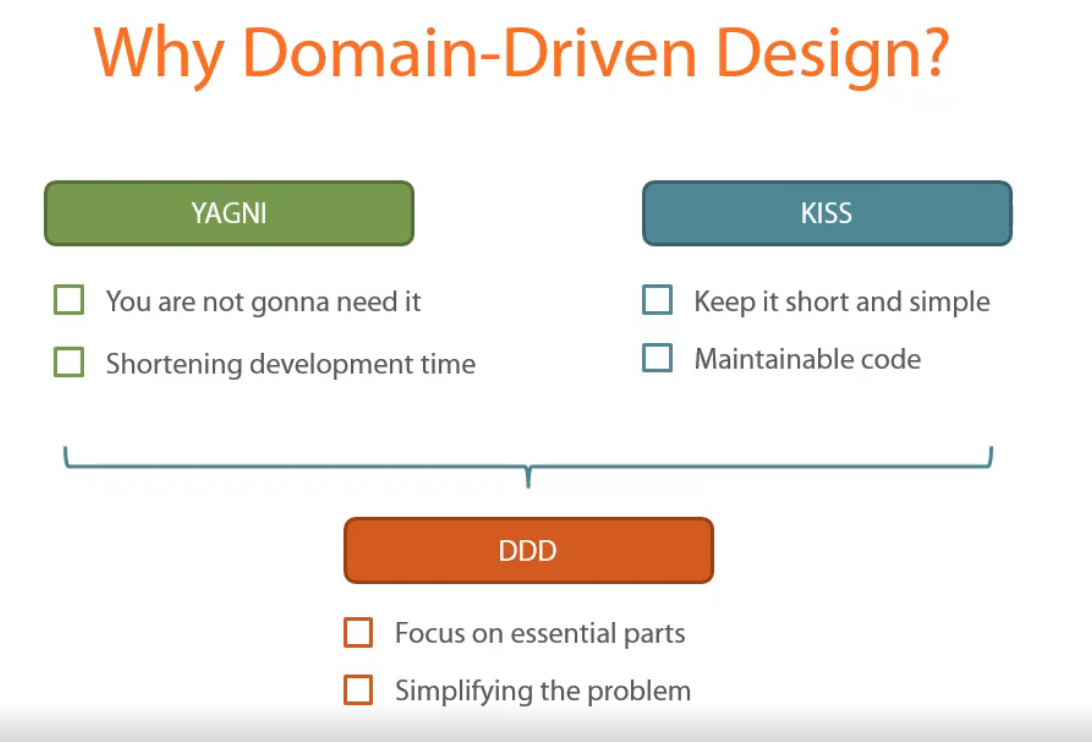 Why Domain-Driven Design?
YAGNI
You are not gonna need it
Shortening development time
KISS
Keep it short and simple
Maintainable code
DDD
Focus on essential parts
Simplifying the problem